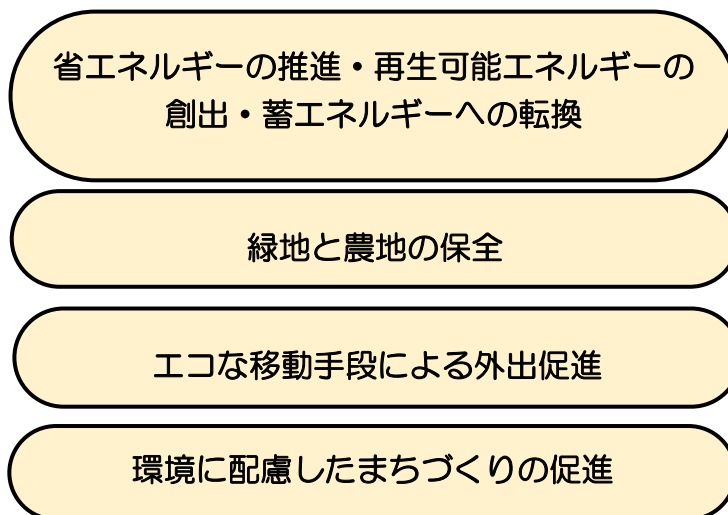 省エネルギーの推進・再生可能エネルギーの
創出・蓄エネルギーへの転換
緑地と農地の保全
エコな移動手段による外出促進
環境に配慮したまちづくりの促進